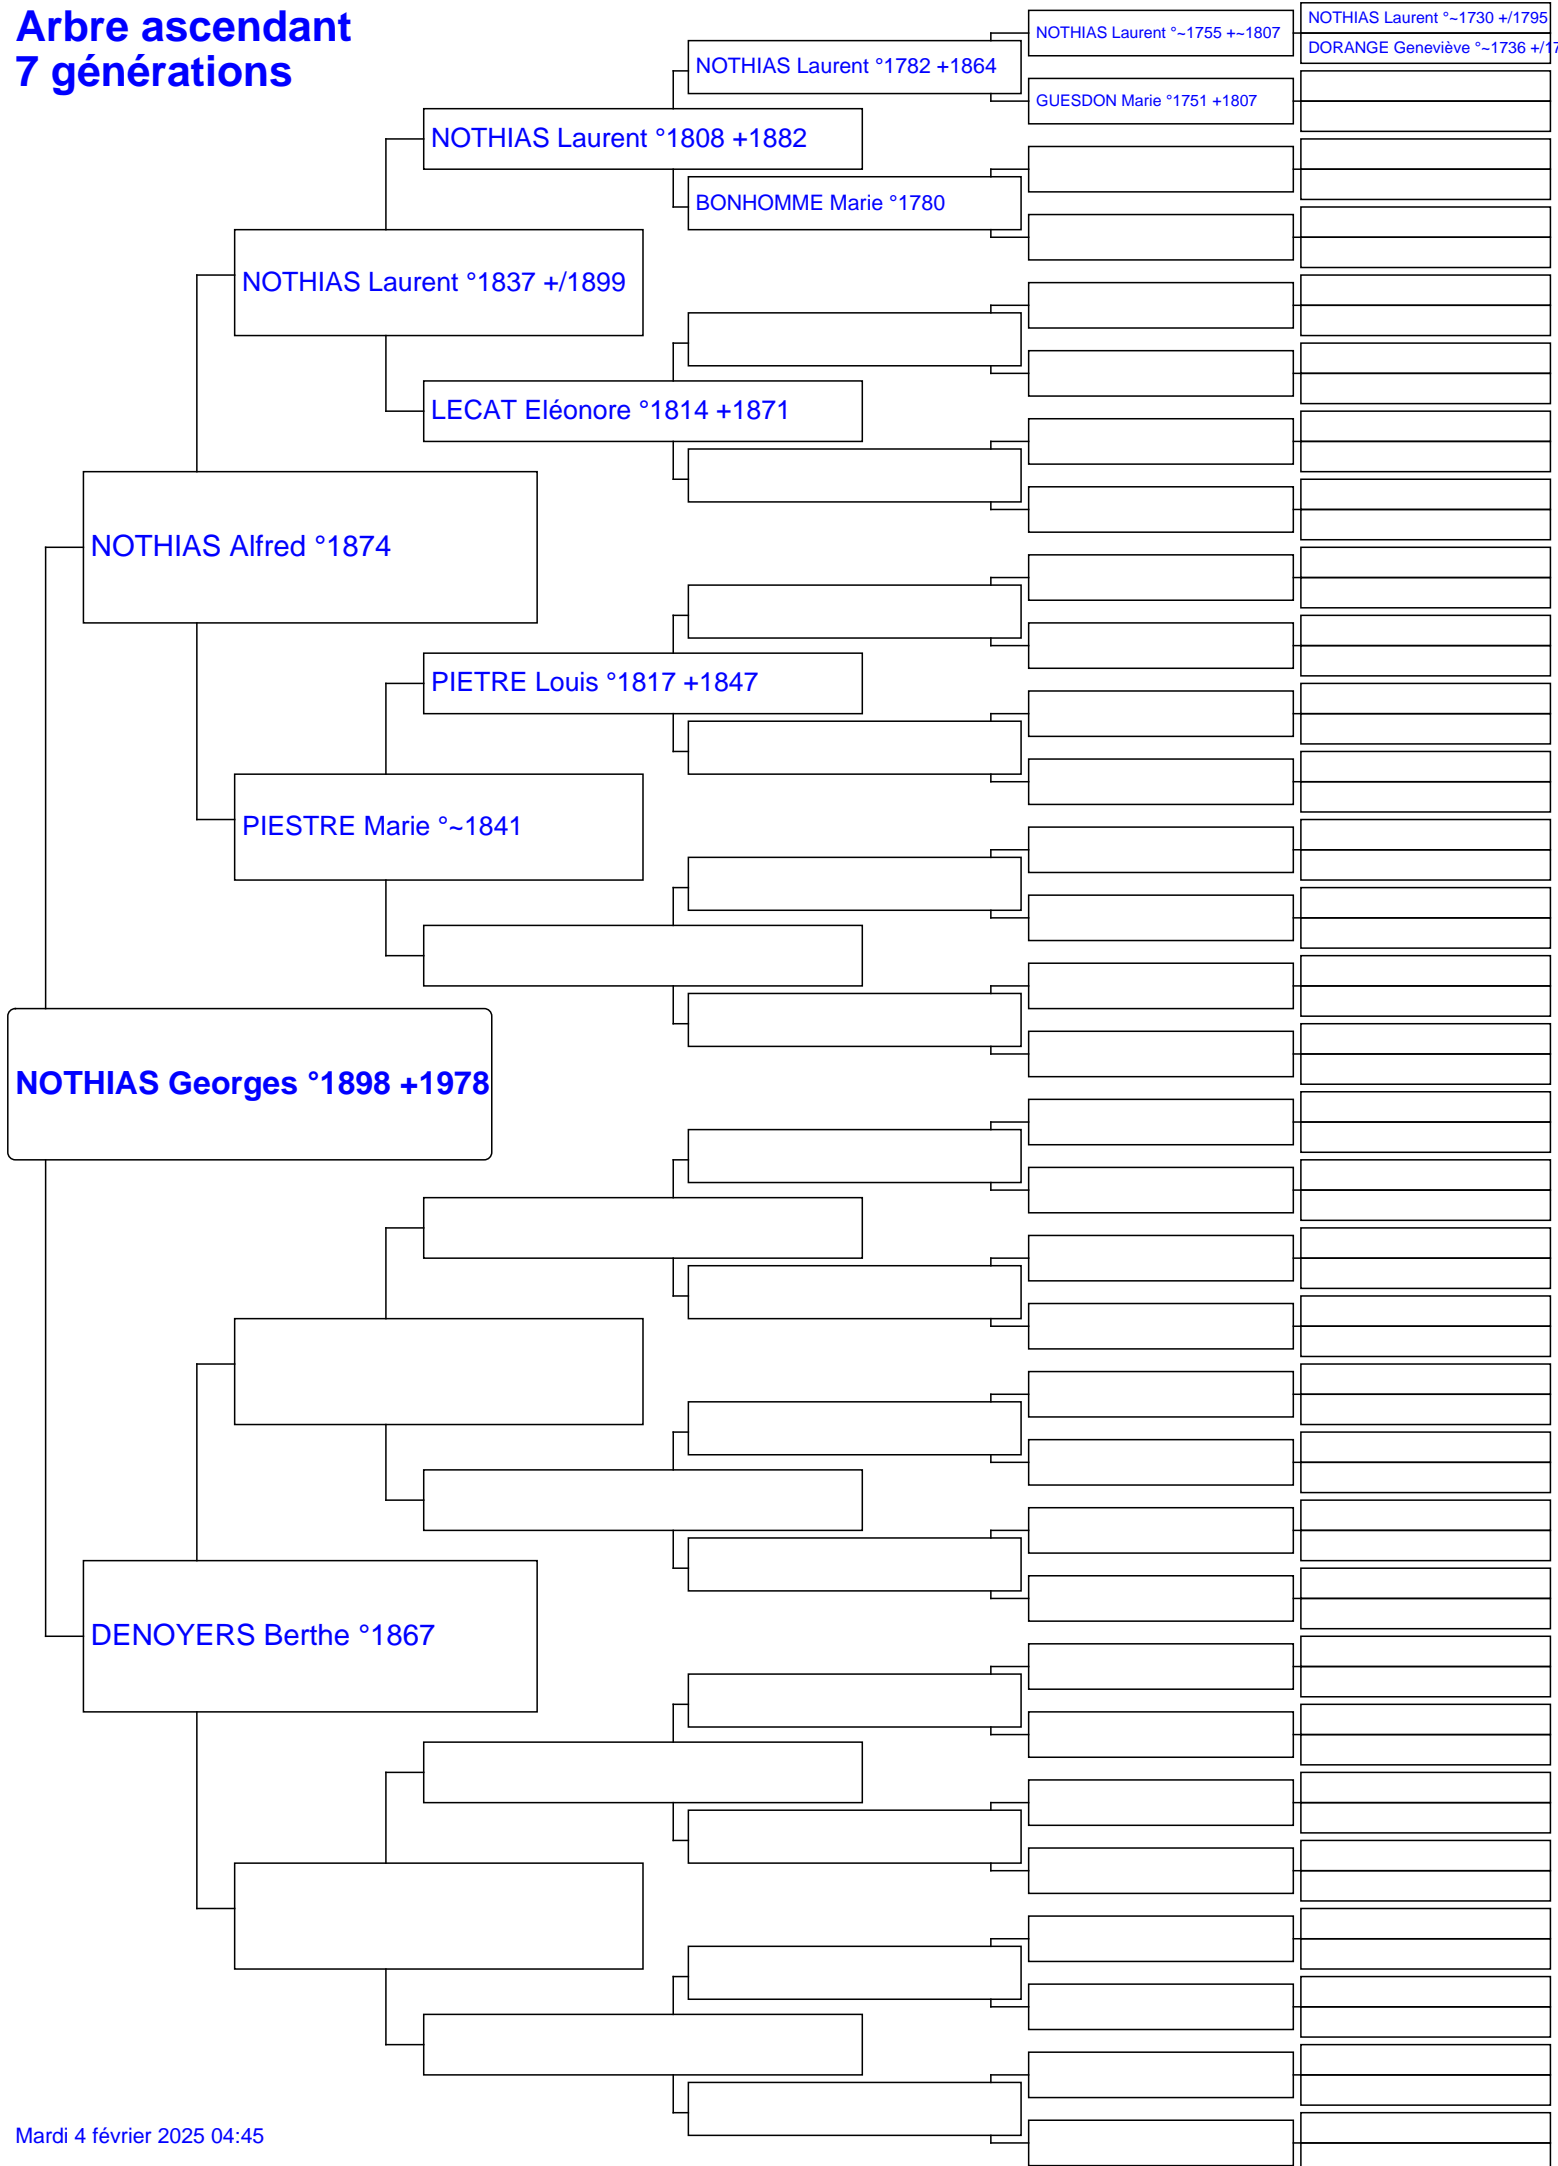 Arbre ascendant
7 générations
NOTHIAS Laurent °~1730 +/1795
DORANGE Geneviève °~1736 +/17
NOTHIAS Laurent °~1755 +~1807
NOTHIAS Laurent °1782 +1864
GUESDON Marie °1751 +1807
NOTHIAS Laurent °1808 +1882
BONHOMME Marie °1780
NOTHIAS Laurent °1837 +/1899
LECAT Eléonore °1814 +1871
NOTHIAS Alfred °1874
PIETRE Louis °1817 +1847
PIESTRE Marie °~1841
NOTHIAS Georges °1898 +1978
DENOYERS Berthe °1867
Mardi 4 février 2025 04:45